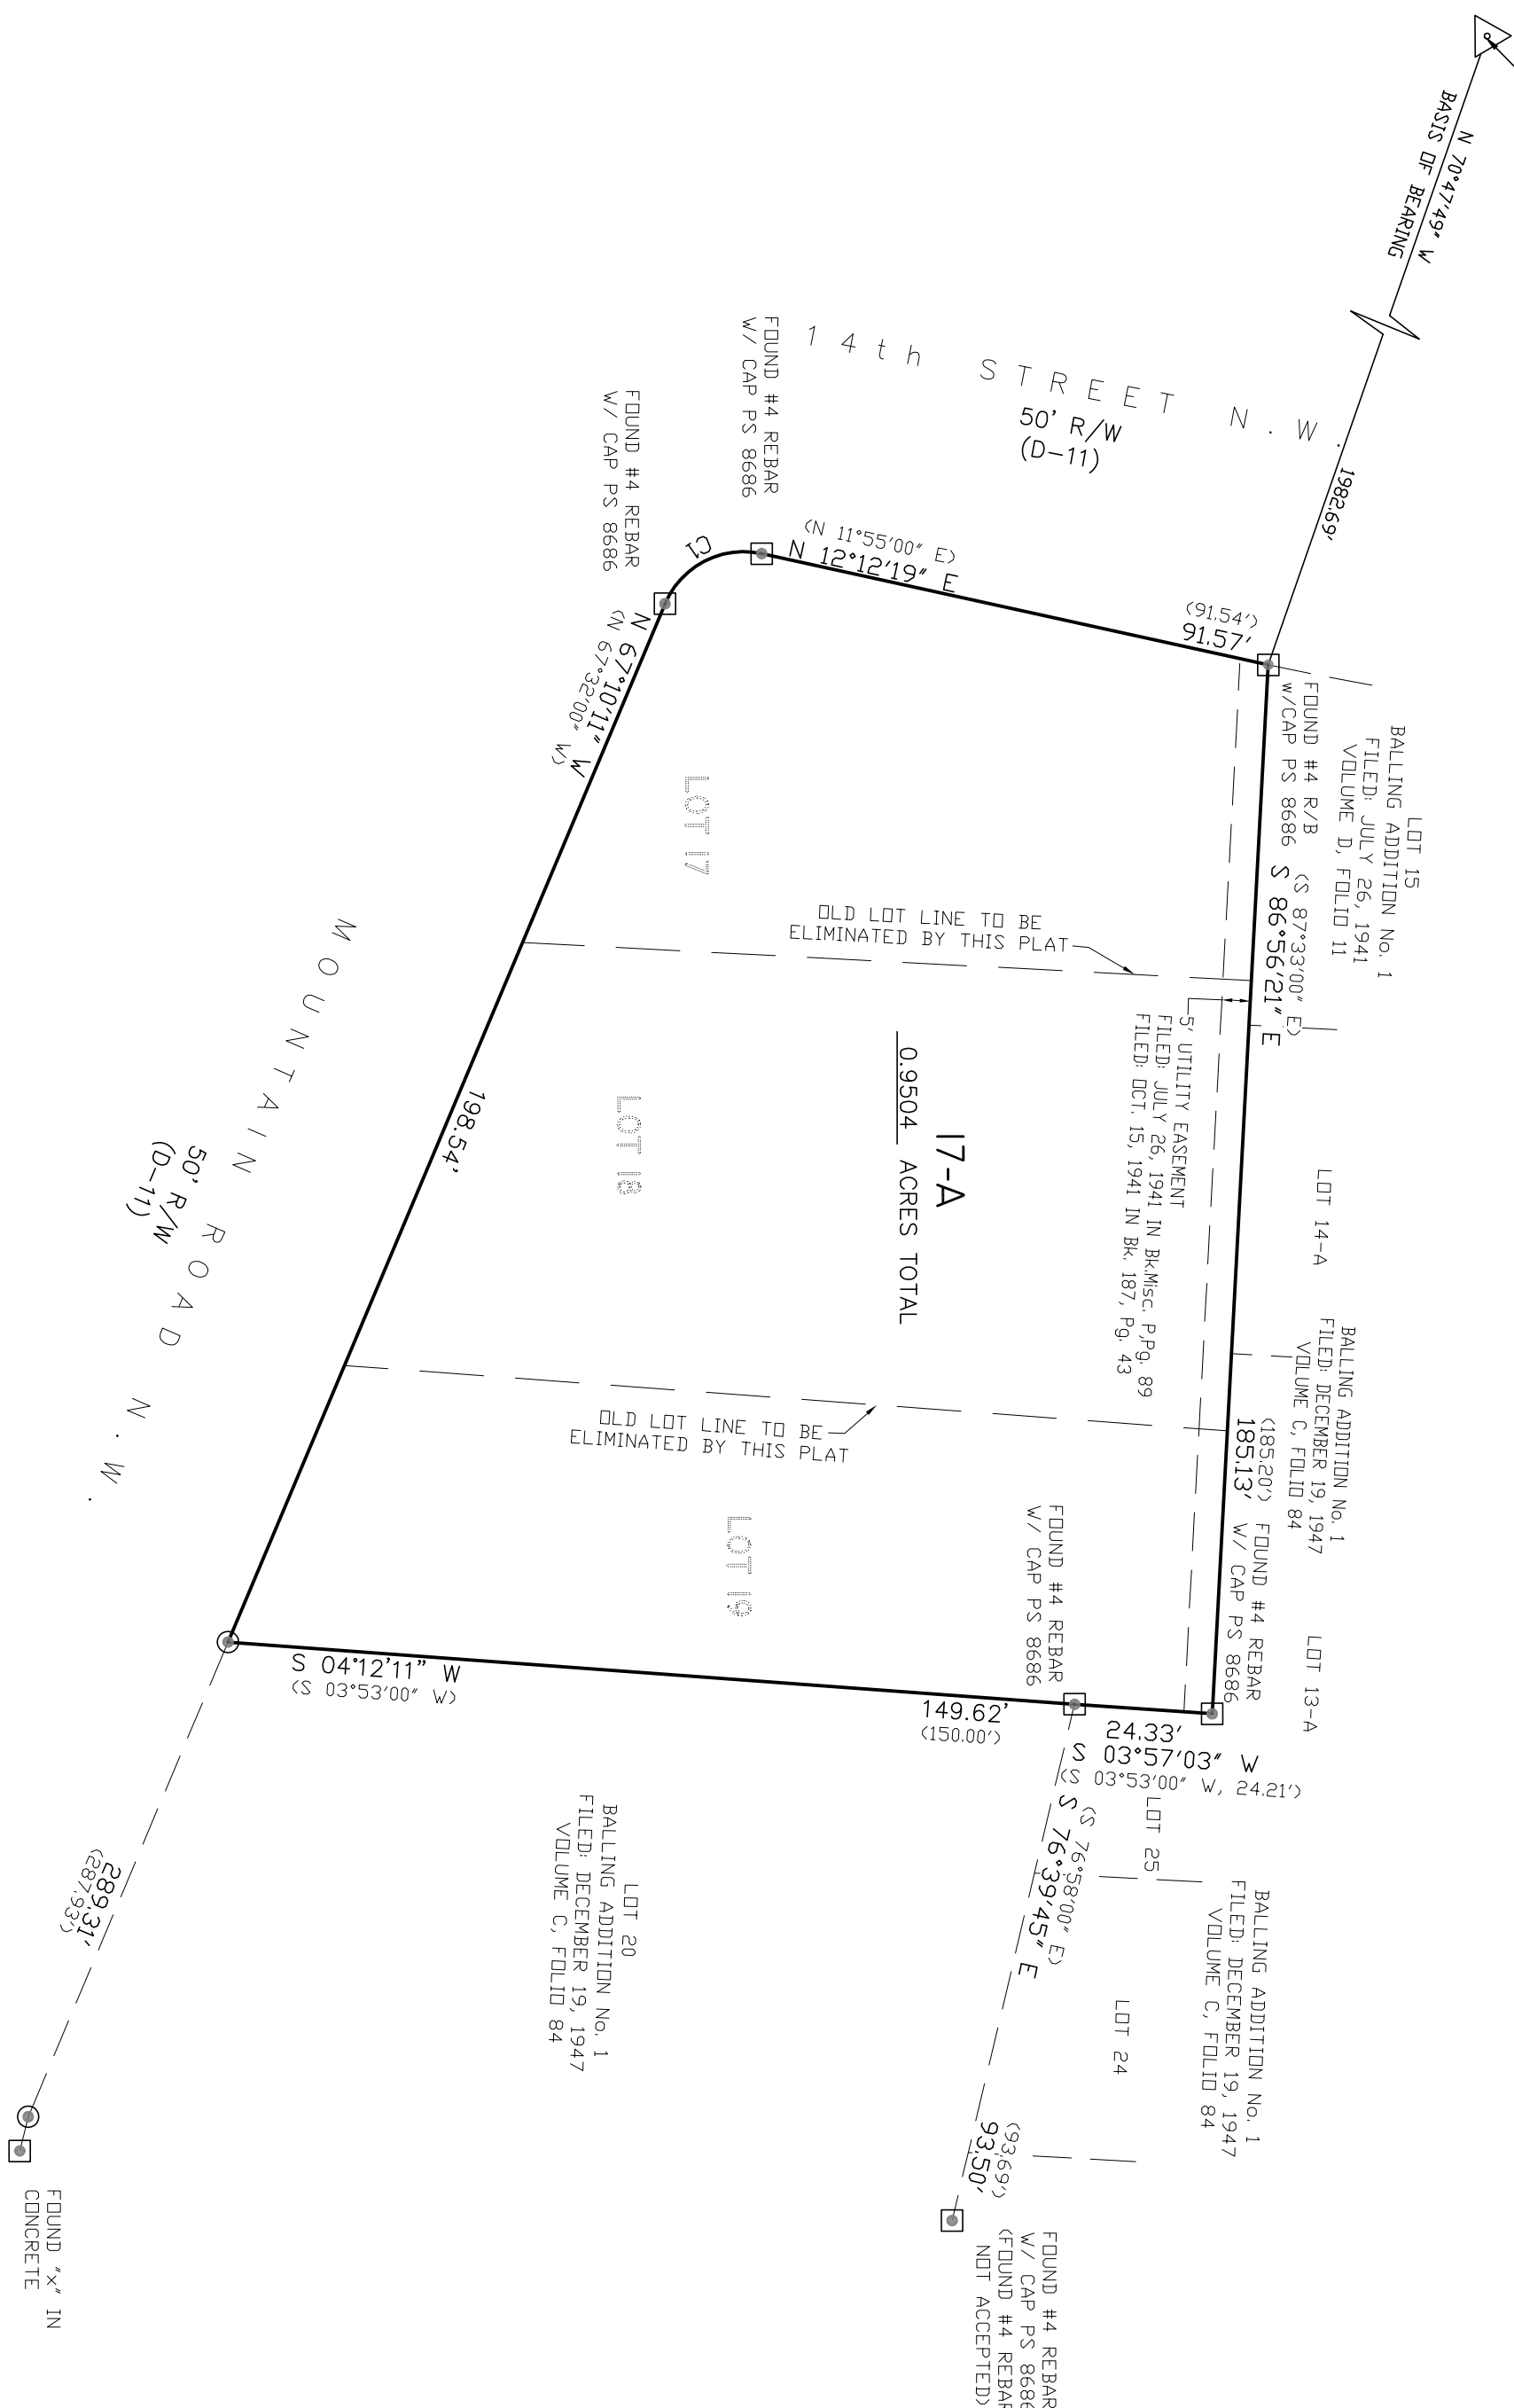 N 70°47'49" W
BASIS OF BEARING
1982.69'
14th STREET N.W.
50' R/W
(D-11)
FOUND #4 REBAR
W/ CAP PS 8686
FOUND #4 REBAR
W/ CAP PS 8686
C1
(N 11°55'00" E)
N 12°12'19" E
(91.54')
91.57'
FOUND #4 R/B
w/CAP PS 8686
LOT 15
BALLING ADDITION No. 1
FILED: JULY 26, 1941
VOLUME D, FOLIO 11
(S 87°33'00" E)
S 86°56'21" E
N 67°10'11" W
(N 67°32'00" W)
LOT 17
OLD LOT LINE TO BE
ELIMINATED BY THIS PLAT
5' UTILITY EASEMENT
FILED: JULY 26, 1941 IN Bk.Misc. P,Pg. 89
FILED: OCT. 15, 1941 IN Bk. 187, Pg. 43
17-A
0.9504 ACRES TOTAL
LOT 18
198.54'
MOUNTAIN ROAD N.W.
50' R/W
(D-11)
LOT 14-A
BALLING ADDITION No. 1
FILED: DECEMBER 19, 1947
VOLUME C, FOLIO 84
LOT 13-A
(185.20')
185.13'
FOUND #4 REBAR
W/ CAP PS 8686
OLD LOT LINE TO BE
ELIMINATED BY THIS PLAT
LOT 19
FOUND #4 REBAR
W/ CAP PS 8686
S 04°12'11" W
(S 03°53'00" W)
149.62'
(150.00')
24.33'
S 03°57'03" W
(S 03°53'00" W, 24.21')
LOT 25
(S 76°58'00" E)
S 76°39'45" E
LOT 20
BALLING ADDITION No. 1
FILED: DECEMBER 19, 1947
VOLUME C, FOLIO 84
BALLING ADDITION No. 1
FILED: DECEMBER 19, 1947
VOLUME C, FOLIO 84
LOT 24
(93.69')
93.50'
289.31'
(287.93')
FOUND "x" IN
CONCRETE
FOUND #4 REBAR
W/ CAP PS 8686
(FOUND #4 REBAR
NOT ACCEPTED)